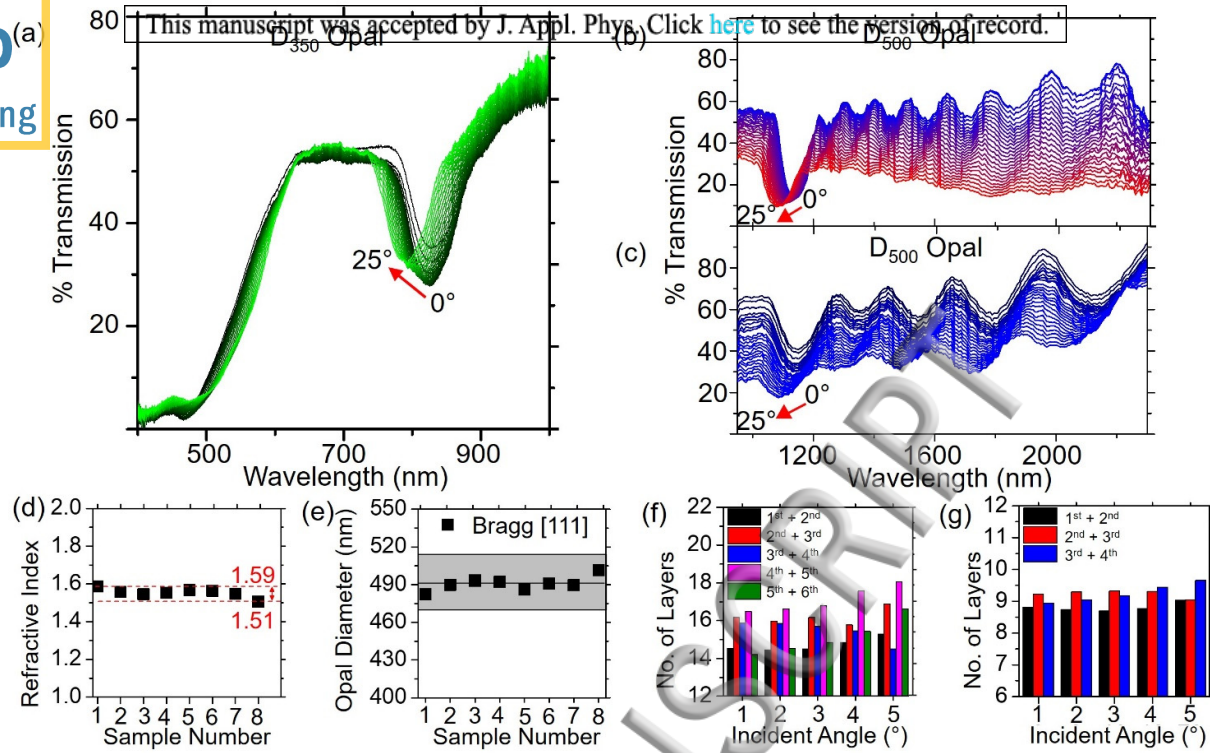 This manuscript was accepted by J. Appl. Phys. Click here to see the version of record.
ng
(a)
D350 Opal
% Transmission
80
60
40
20
25°
0°
500
700
900
Wavelength (nm)
(b)
D500 Opal
% Transmission
80
60
40
20
25°
0°
(c)
D500 Opal
% Transmission
80
60
40
20
25°
0°
1200
1600
2000
Wavelength (nm)
(d)
Refractive Index
2.0
1.8
1.6
1.4
1.2
1.0
1.59
1.51
1 2 3 4 5 6 7 8
Sample Number
(e)
Opal Diameter (nm)
550
520
490
460
430
400
Bragg [111]
1 2 3 4 5 6 7 8
Sample Number
(f)
No. of Layers
22
20
18
16
14
12
1st + 2nd
2nd + 3rd
3rd + 4th
4th + 5th
5th + 6th
1 2 3 4 5
Incident Angle (°)
(g)
No. of Layers
12
11
10
9
8
7
6
1st + 2nd
2nd + 3rd
3rd + 4th
1 2 3 4 5
Incident Angle (°)
SCRIPT